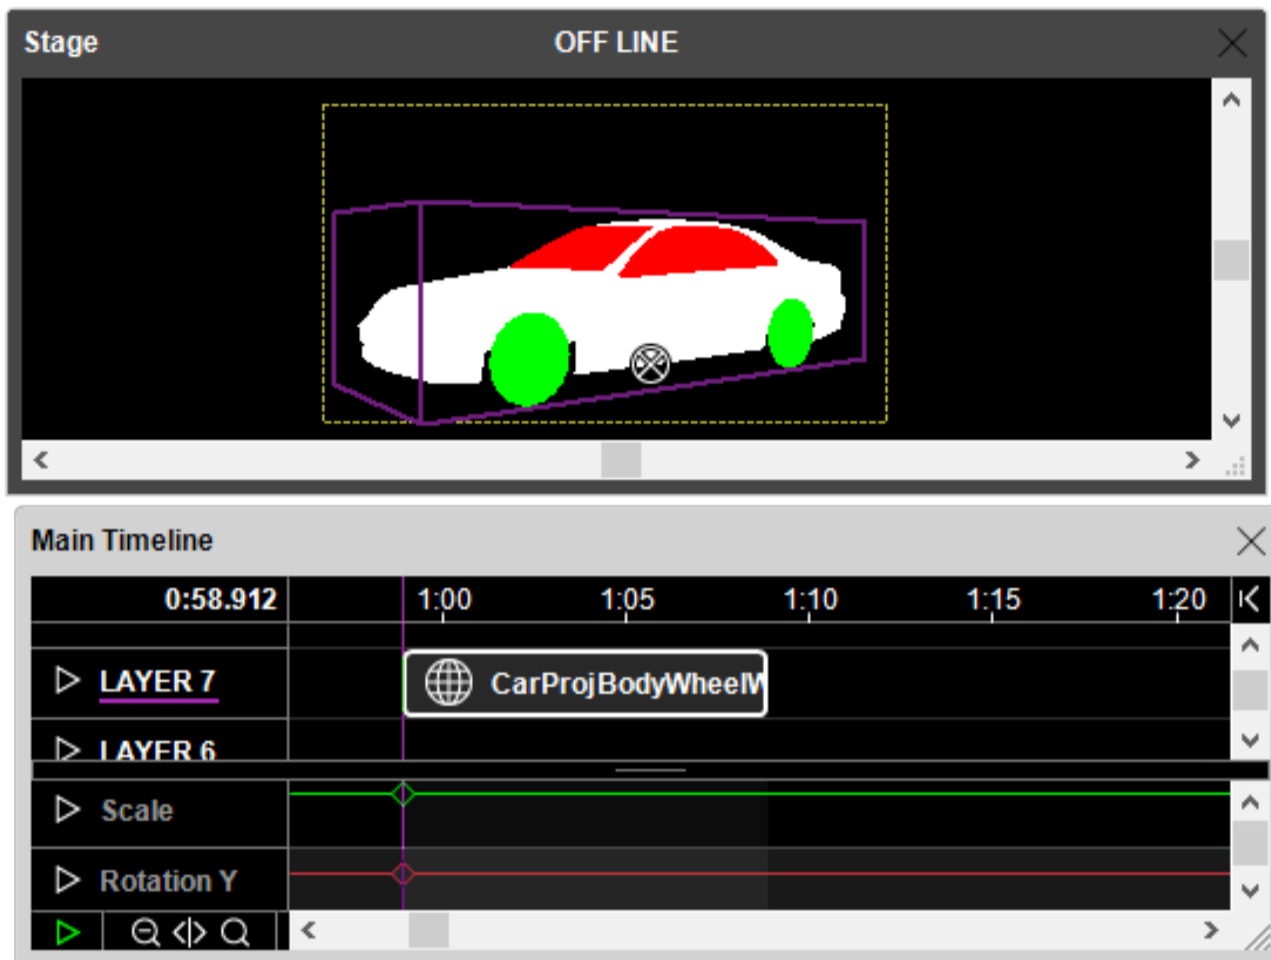 Stage OFF LINE
Main Timeline
0:58.912 1:00 1:05 1:10 1:15 1:20
LAYER 7 CarProjBodyWheelW
LAYER 6
Scale
Rotation Y